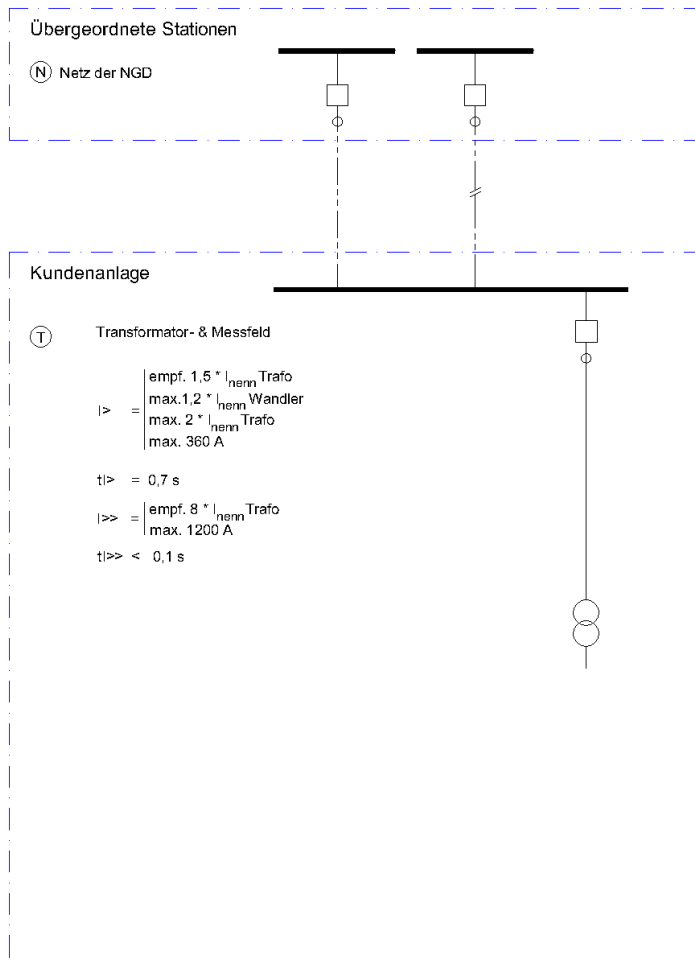 Übergeordnete Stationen
N Netz der NGD
Kundenanlage
T Transformator- & Messfeld
I> = empf. 1,5 * Inenn Trafo
max.1,2 * Inenn Wandler
max. 2 * Inenn Trafo
max. 360 A
tI> = 0,7 s
I>> = empf. 8 * Inenn Trafo
max. 1200 A
tI>> < 0,1 s